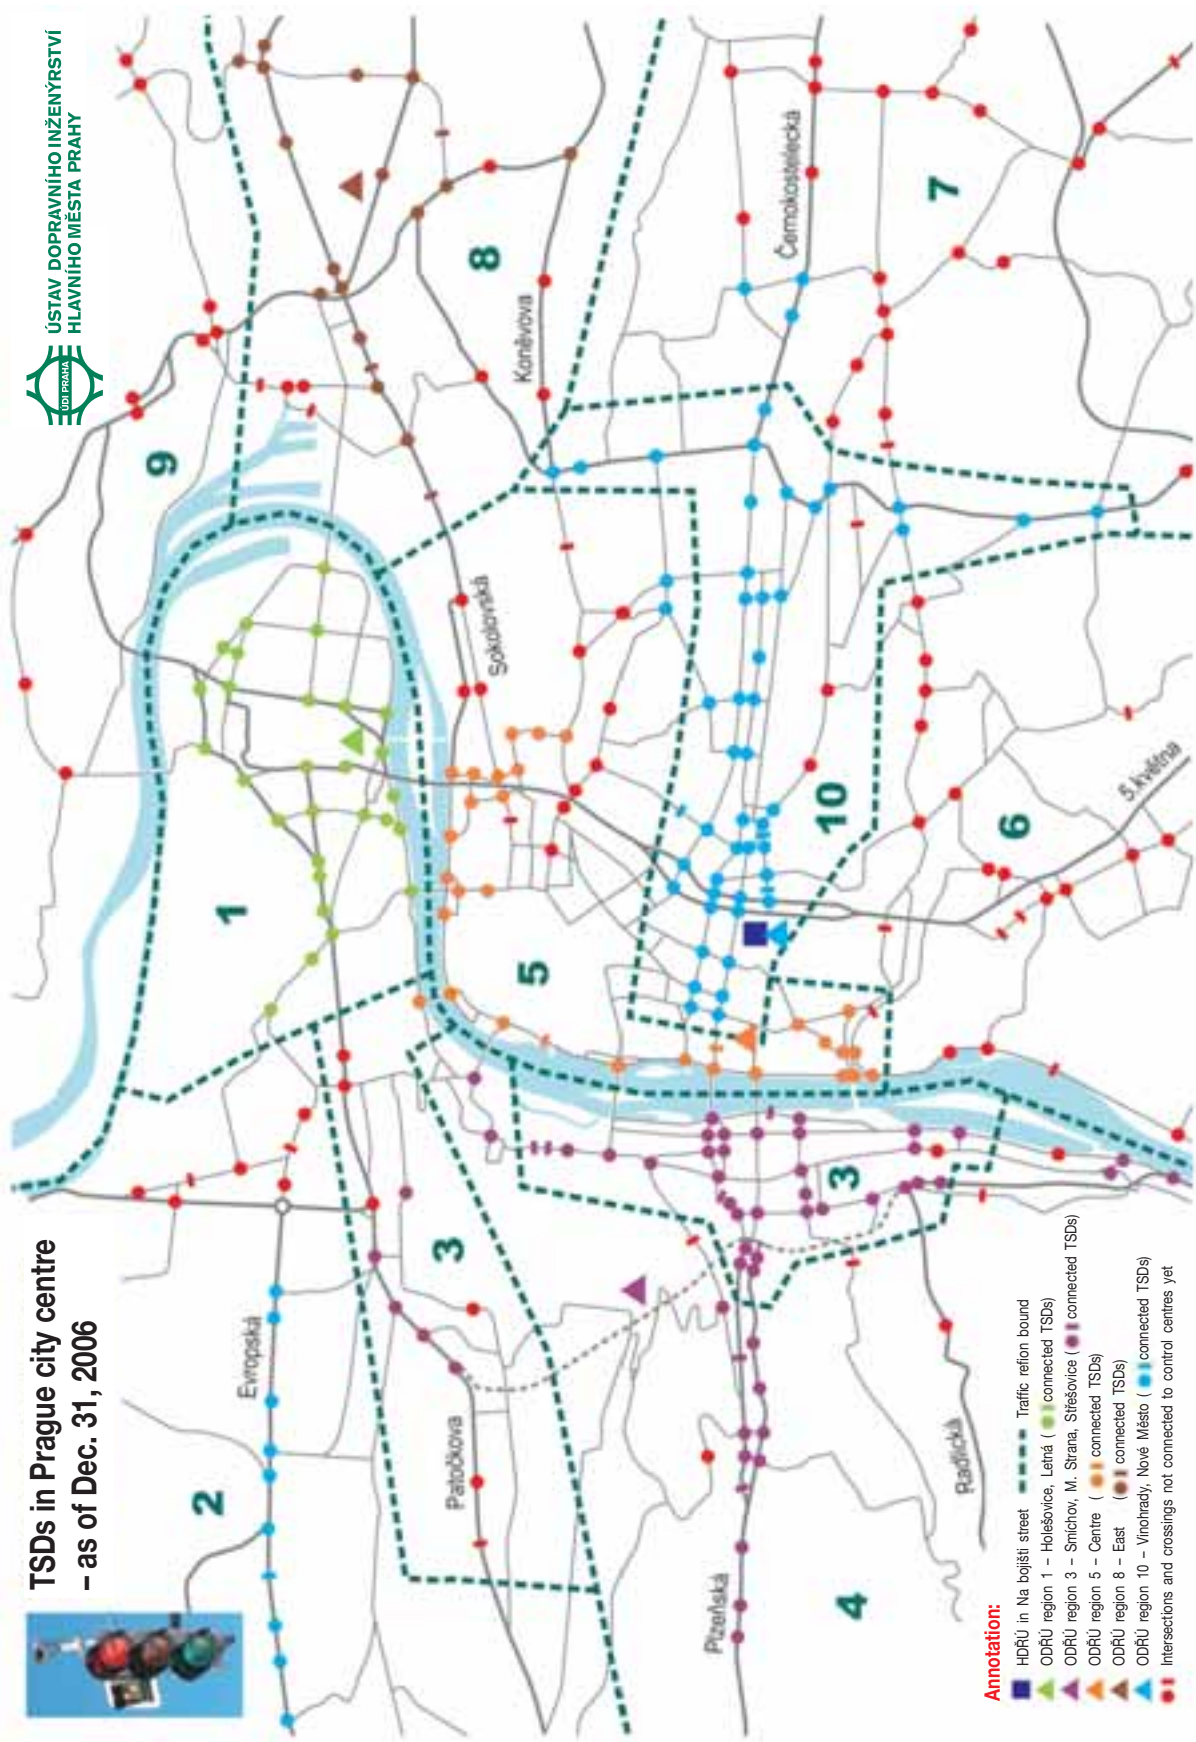 TSDs in Prague city centre
– as of Dec. 31, 2006
ÚDI PRAHA
ÚSTAV DOPRAVNÍHO INŽENÝRSTVÍ
HLAVNÍHO MĚSTA PRAHY
Evropská
Patočkova
Plzeňská
Radlická
Sokolovská
Koněvova
Černokostelecká
5.května
1
2
3
3
4
5
6
7
8
9
10
Annotation:
HDŘÚ in Na bojišti street Traffic refion bound
ODŘÚ region 1 – Holešovice, Letná ( connected TSDs)
ODŘÚ region 3 – Smíchov, M. Strana, Střešovice ( connected TSDs)
ODŘÚ region 5 – Centre ( connected TSDs)
ODŘÚ region 8 – East ( connected TSDs)
ODŘÚ region 10 – Vinohrady, Nové Město ( connected TSDs)
Intersections and crossings not connected to control centres yet